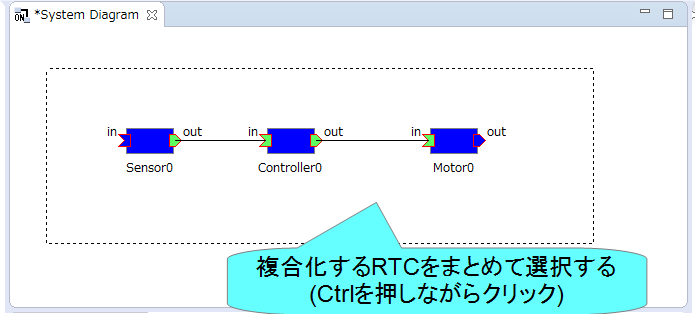 ON *System Diagram
in out in out in out
Sensor0 Controller0 Motor0
複合化するRTCをまとめて選択する
(Ctrlを押しながらクリック)